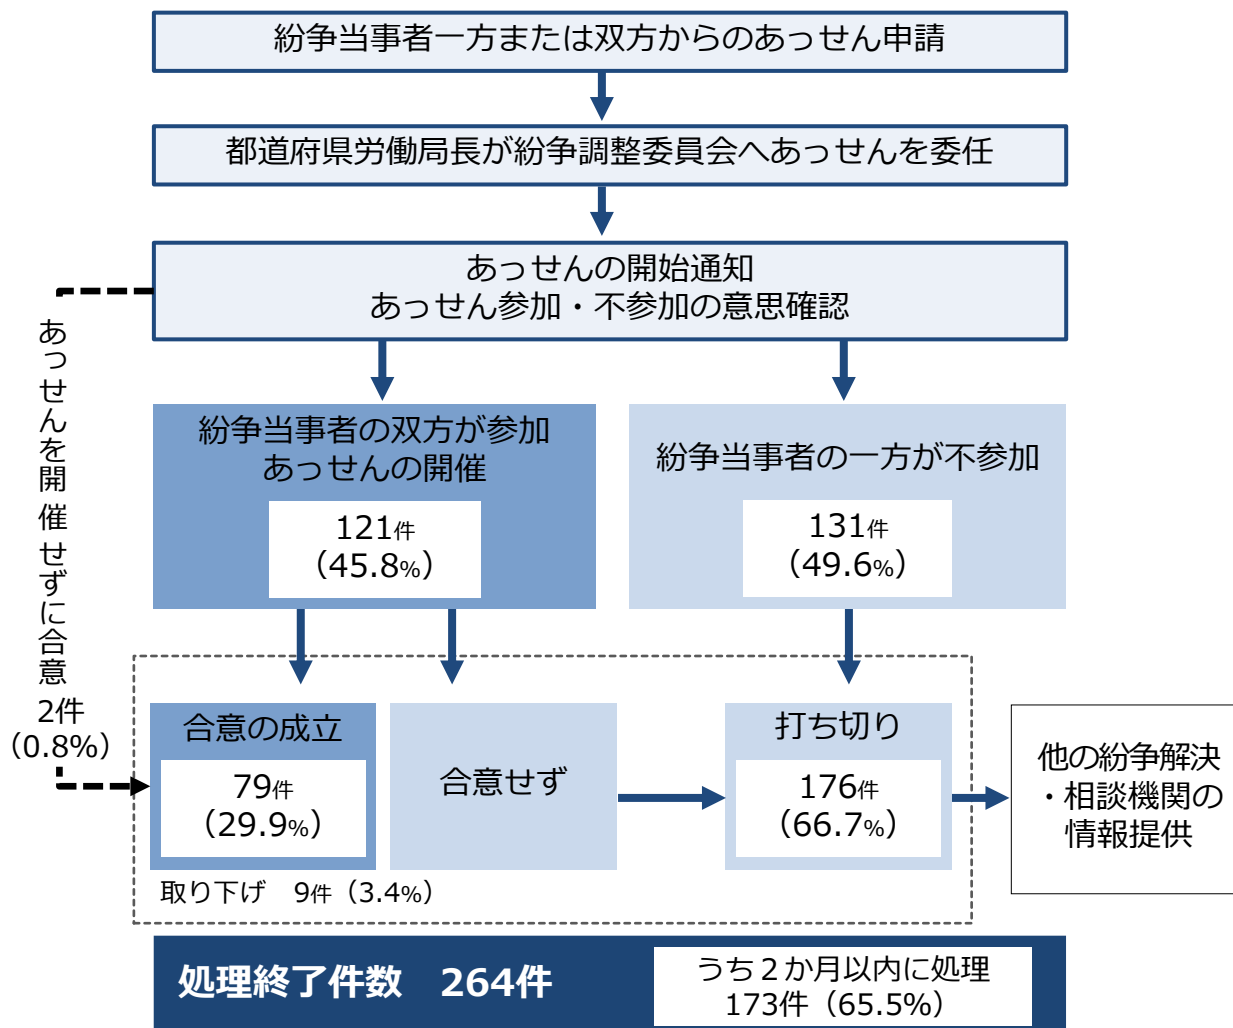 紛争当事者一方または双方からのあっせん申請
都道府県労働局長が紛争調整委員会へあっせんを委任
あっせんの開始通知
あっせん参加・不参加の意思確認
あっせんを開催せずに合意
2件
（0.8%）
紛争当事者の双方が参加
あっせんの開催
121件
（45.8%）
紛争当事者の一方が不参加
131件
（49.6%）
合意の成立
79件
（29.9%）
合意せず
打ち切り
176件
（66.7%）
他の紛争解決
・相談機関の
情報提供
取り下げ　9件（3.4%）
処理終了件数　264件
うち２か月以内に処理
173件（65.5%）